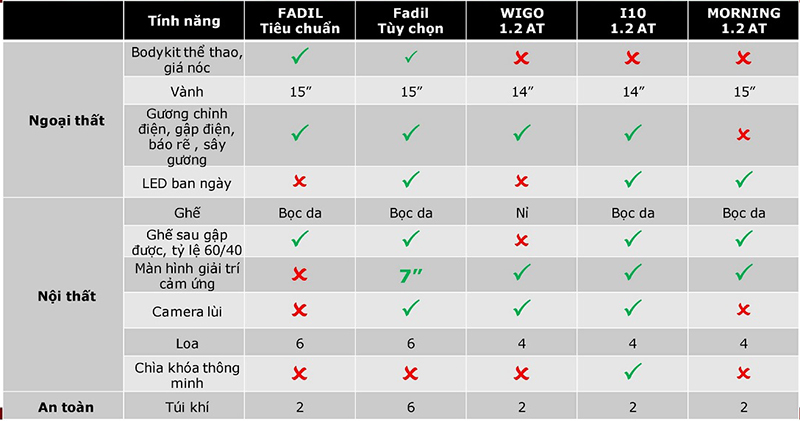 Tính năng FADIL Tiêu chuẩn Fadil Tùy chọn WIGO 1.2 AT I10 1.2 AT MORNING 1.2 AT
Ngoại thất
Bodykit thể thao, giá nóc ✓ ✓ ✗ ✗ ✗
Vành 15” 15” 14” 14” 15”
Gương chỉnh điện, gập điện, báo rẽ , sấy gương ✓ ✓ ✓ ✓ ✗
LED ban ngày ✗ ✓ ✗ ✓ ✓
Nội thất
Ghế Bọc da Bọc da Nỉ Bọc da Bọc da
Ghế sau gập được, tỷ lệ 60/40 ✓ ✓ ✗ ✓ ✓
Màn hình giải trí cảm ứng ✗ 7” ✓ ✓ ✓
Camera lùi ✗ ✓ ✓ ✓ ✗
Loa 6 6 4 4 4
Chìa khóa thông minh ✗ ✗ ✗ ✓ ✗
An toàn Túi khí 2 6 2 2 2